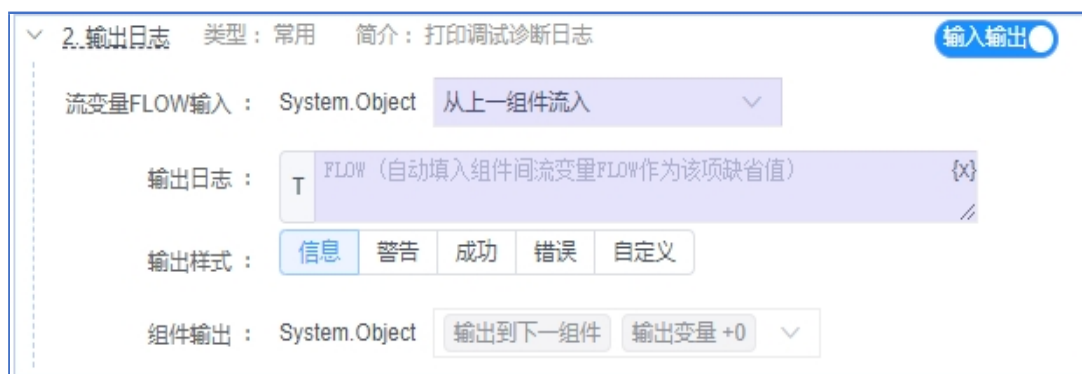 2. 输出日志 类型：常用 简介：打印调试诊断日志 输入输出
流变量FLOW输入： System.Object 从上一组件流入
输出日志： T FLOW (自动填入组件间流变量FLOW作为该项缺省值) {x}
输出样式： 信息 警告 成功 错误 自定义
组件输出： System.Object 输出到下一组件 输出变量 +0